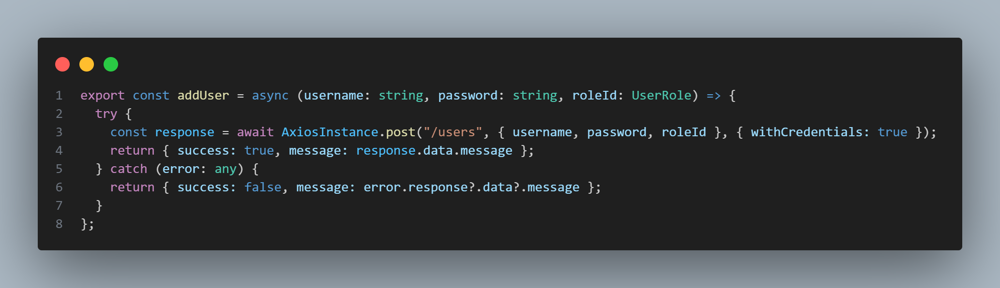 1 export const addUser = async (username: string, password: string, roleId: UserRole) => {
2   try {
3     const response = await AxiosInstance.post("/users", { username, password, roleId }, { withCredentials: true });
4     return { success: true, message: response.data.message };
5   } catch (error: any) {
6     return { success: false, message: error.response?.data?.message };
7   }
8 };